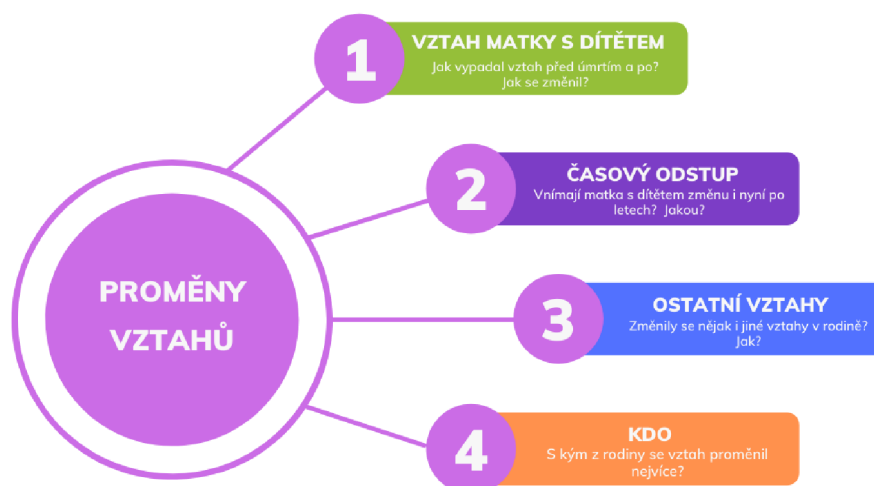 1
VZTAH MATKY S DÍTĚTEM
Jak vypadal vztah před úmrtím a po?
Jak se změnil?
2
ČASOVÝ ODSTUP
Vnímají matka s dítětem změnu i nyní po
letech? Jakou?
PROMĚNY
VZTAHŮ
3
OSTATNÍ VZTAHY
Změnily se nějak i jiné vztahy v rodině?
Jak?
4
KDO
S kým z rodiny se vztah proměnil
nejvíce?